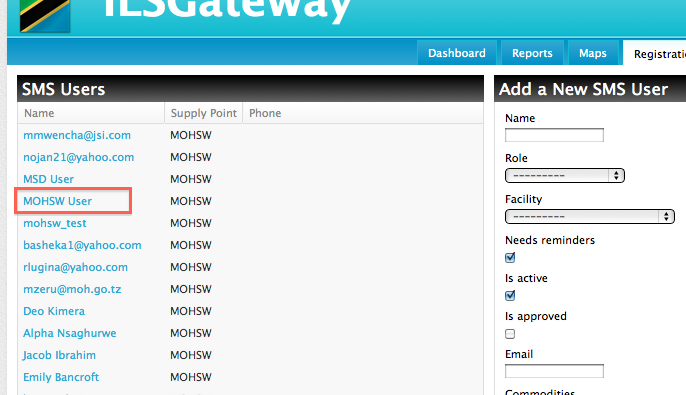 ILSGateway
Dashboard
Reports
Maps
Registratio
SMS Users
Name Supply Point Phone
mmwencha@jsi.com MOHSW
nojan21@yahoo.com MOHSW
MSD User MOHSW
MOHSW User MOHSW
mohsw_test MOHSW
basheka1@yahoo.com MOHSW
rlugina@yahoo.com MOHSW
mzeru@moh.go.tz MOHSW
Deo Kimera MOHSW
Alpha Nsaghurwe MOHSW
Jacob Ibrahim MOHSW
Emily Bancroft MOHSW
Add a New SMS User
Name
Role
---------
Facility
---------
Needs reminders
Is active
Is approved
Email
Commodities